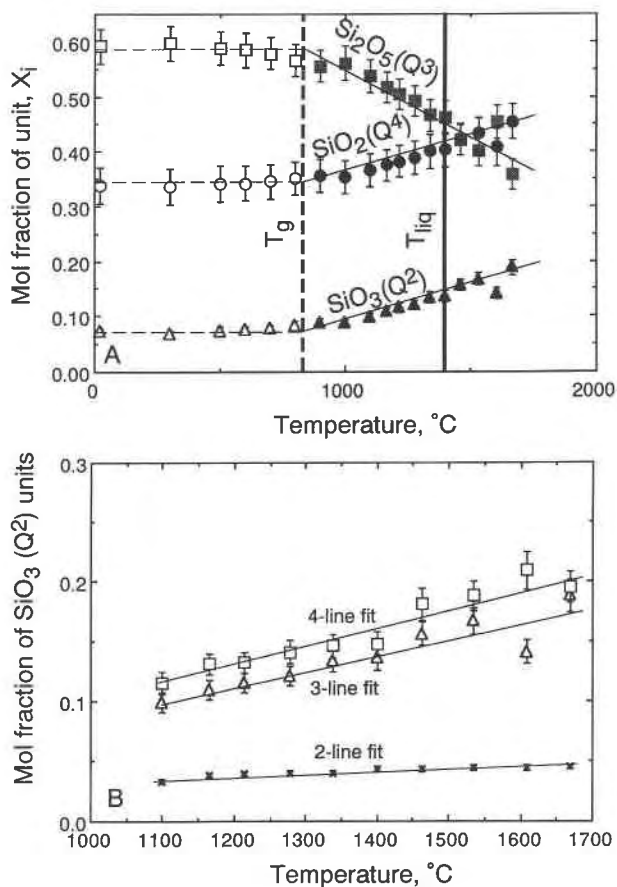 Mol fraction of unit, Xi
0.60
0.50
0.40
0.30
0.20
0.10
0.00
Si2O5(Q3)
SiO2(Q4)
Tg
Tliq
SiO3(Q2)
A
0
1000
2000
Temperature, °C
Mol fraction of SiO3 (Q2) units
0.3
0.2
0.1
0.0
4-line fit
3-line fit
2-line fit
B
1000
1100
1200
1300
1400
1500
1600
1700
Temperature, °C